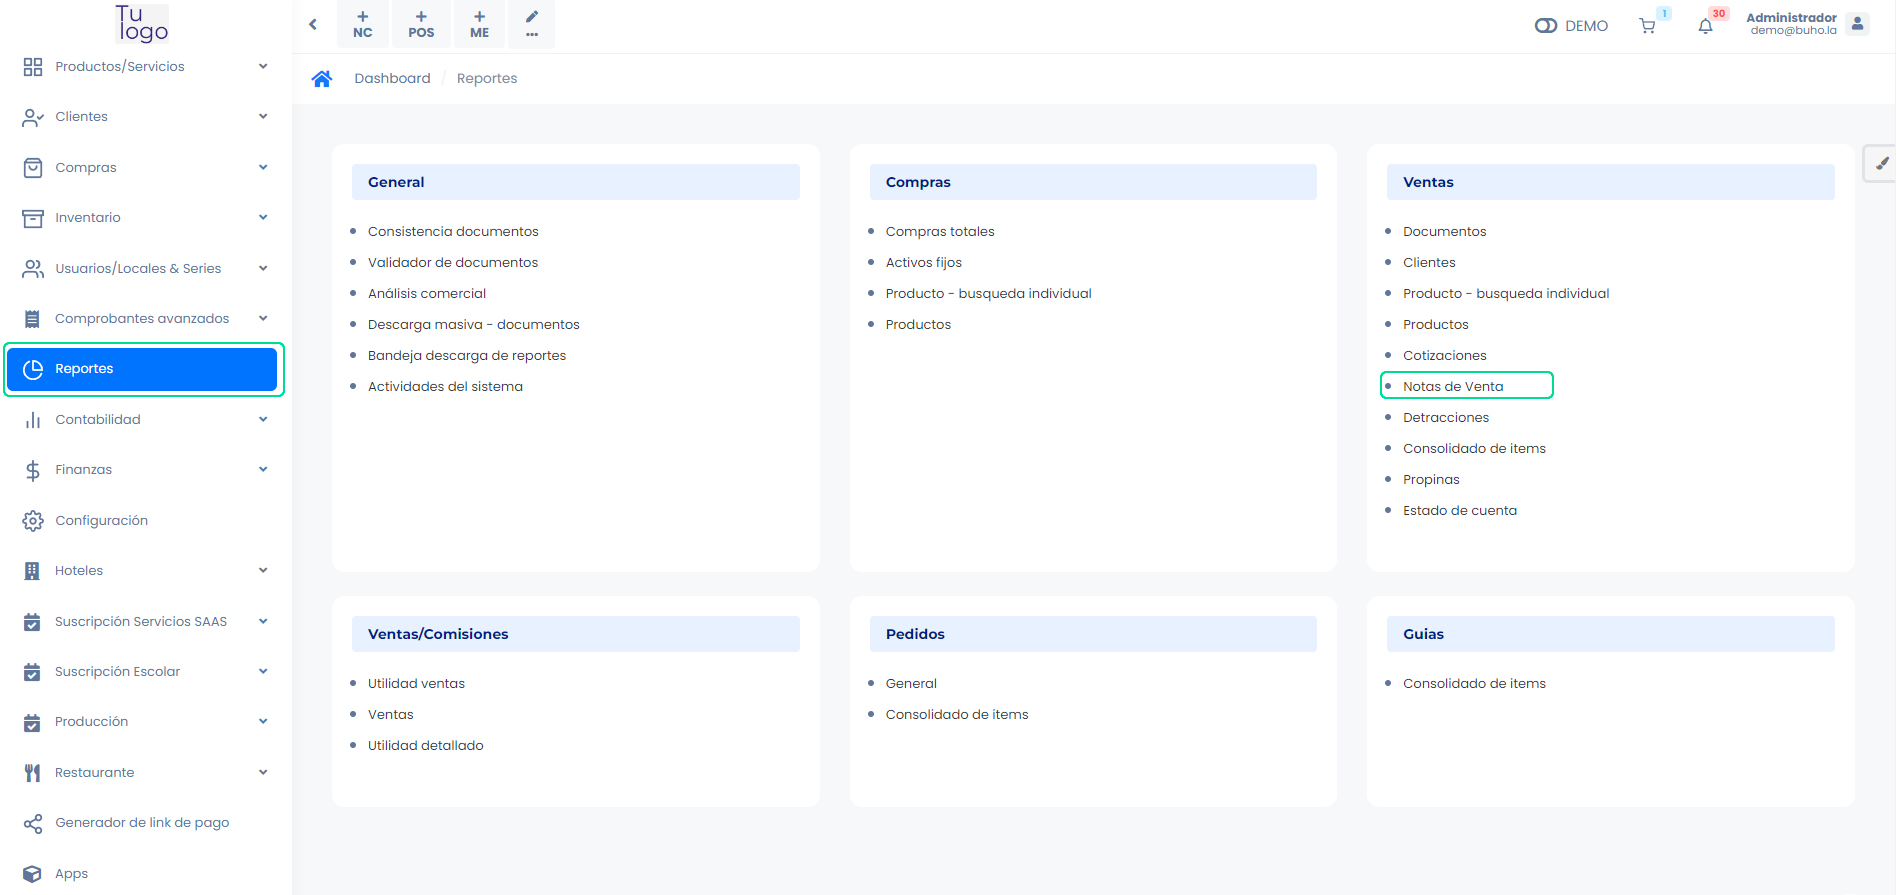 Tu
logo
Productos/Servicios
Clientes
Compras
Inventario
Usuarios/Locales & Series
Comprobantes avanzados
Reportes
Contabilidad
Finanzas
Configuración
Hoteles
Suscripción Servicios SAAS
Suscripción Escolar
Producción
Restaurante
Generador de link de pago
Apps
+ + +
NC POS ME ...
DEMO
1
30
Administrador
demo@buho.la
Dashboard / Reportes
General
Consistencia documentos
Validador de documentos
Análisis comercial
Descarga masiva - documentos
Bandeja descarga de reportes
Actividades del sistema
Compras
Compras totales
Activos fijos
Producto - busqueda individual
Productos
Ventas
Documentos
Clientes
Producto - busqueda individual
Productos
Cotizaciones
Notas de Venta
Detracciones
Consolidado de items
Propinas
Estado de cuenta
Ventas/Comisiones
Utilidad ventas
Ventas
Utilidad detallado
Pedidos
General
Consolidado de items
Guias
Consolidado de items